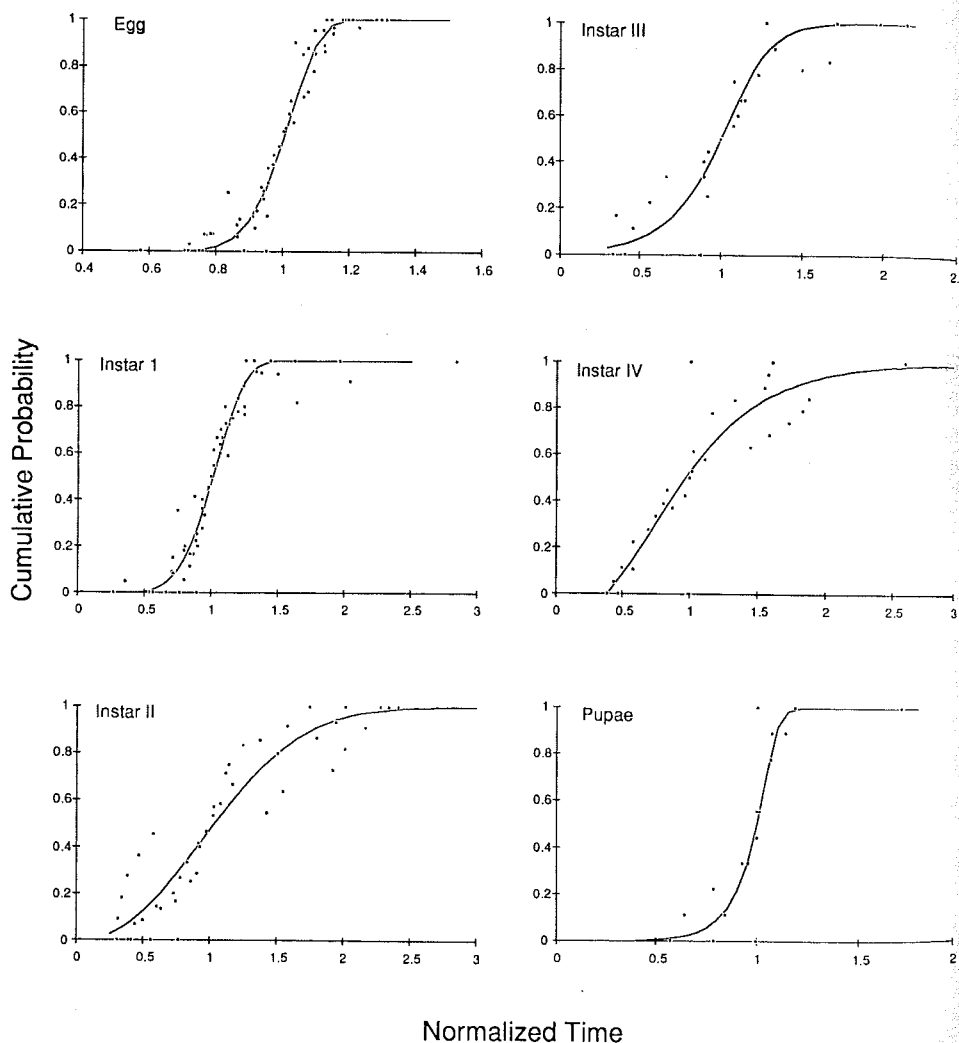 Egg
1
0.8
0.6
0.4
0.2
0
0.4 0.6 0.8 1 1.2 1.4 1.6
Instar III
1
0.8
0.6
0.4
0.2
0
0 0.5 1 1.5 2 2.
Cumulative Probability
Instar 1
1
0.8
0.6
0.4
0.2
0
0 0.5 1 1.5 2 2.5 3
Instar IV
1
0.8
0.6
0.4
0.2
0
0 0.5 1 1.5 2 2.5 3
Instar II
1
0.8
0.6
0.4
0.2
0
0 0.5 1 1.5 2 2.5 3
Pupae
1
0.8
0.6
0.4
0.2
0
0 0.5 1 1.5 2
Normalized Time